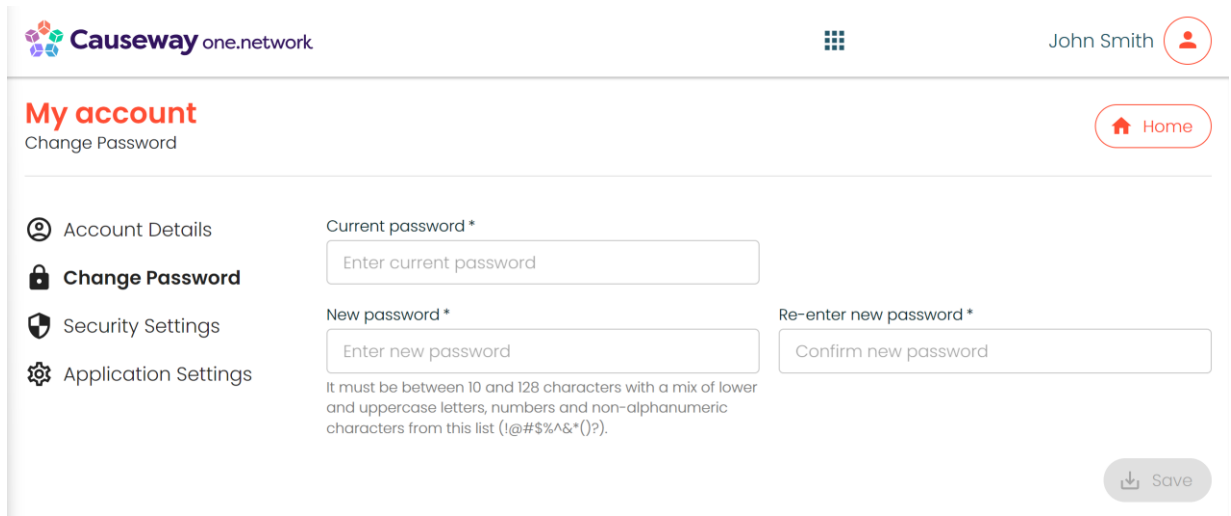 Causeway one.network
John Smith
My account
Change Password
Home
Account Details
Change Password
Security Settings
Application Settings
Current password *
Enter current password
New password *
Re-enter new password *
Enter new password
Confirm new password
It must be between 10 and 128 characters with a mix of lower
and uppercase letters, numbers and non-alphanumeric
characters from this list (!@#$%^&*()?).
Save